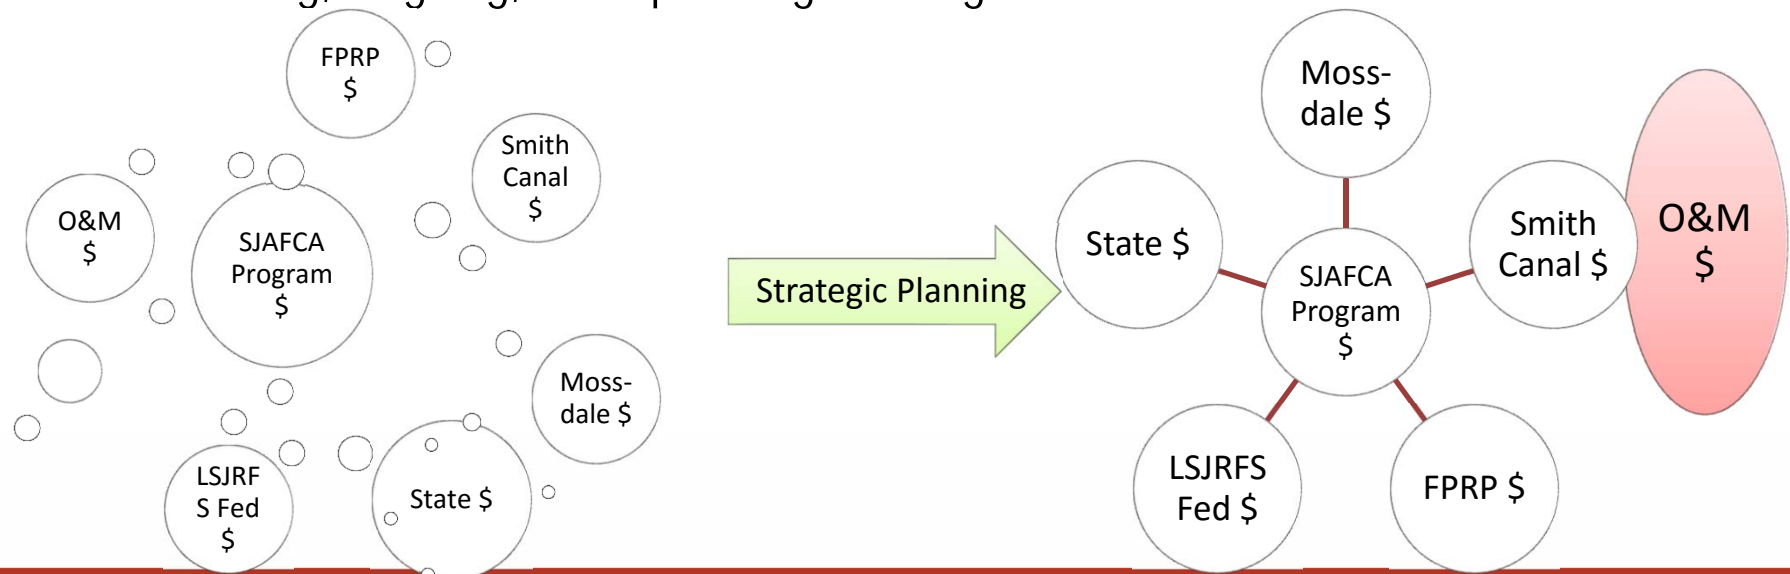 FPRP
$
Smith
Canal
$
O&M
$
SJAFCA
Program
$
Moss-
dale $
LSJRF
S Fed
$
State $
Strategic Planning
Moss-
dale $
State $
Smith
Canal $
O&M
$
SJAFCA
Program
$
LSJRFS
Fed $
FPRP $